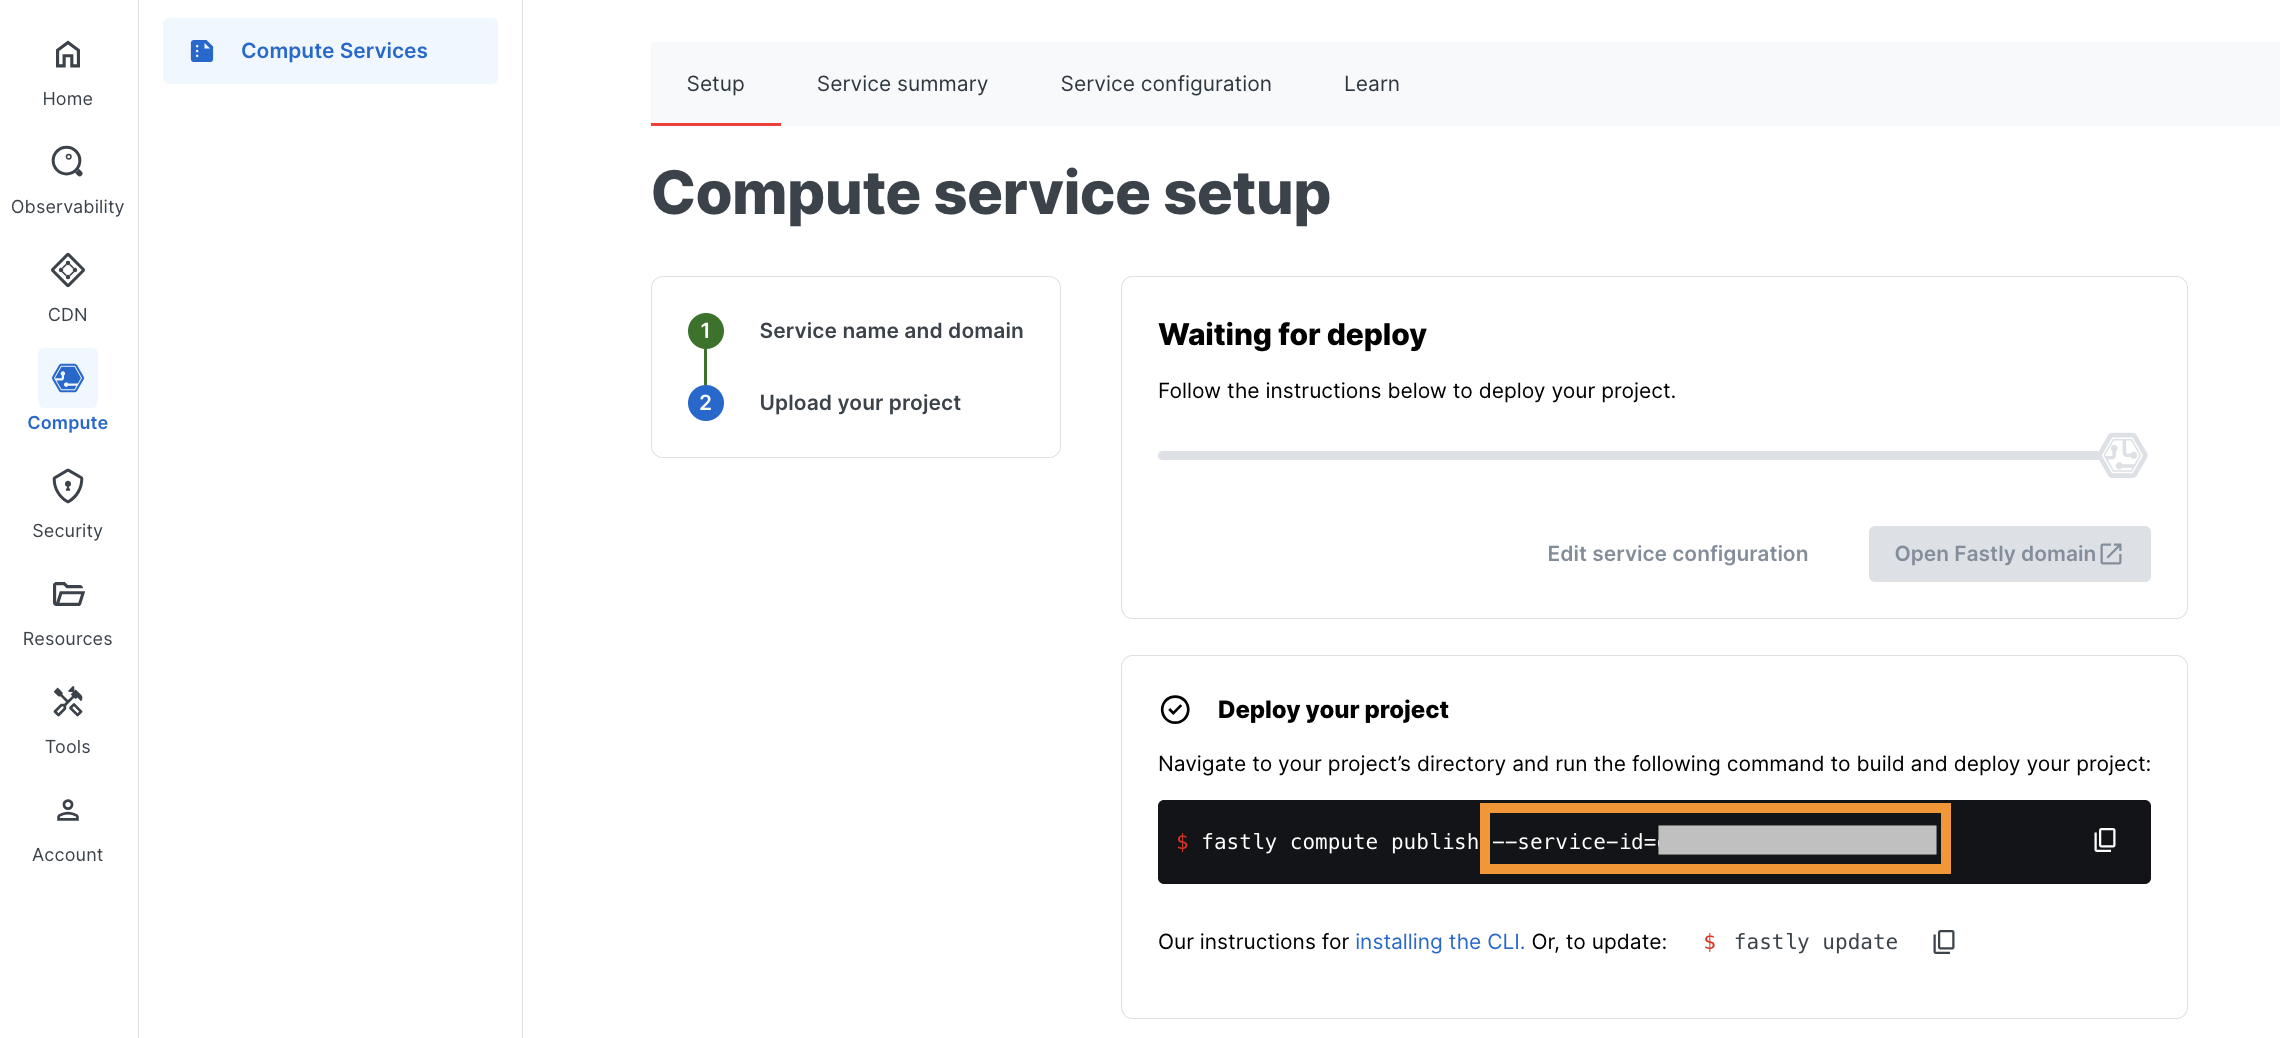 Home
Observability
CDN
Compute
Security
Resources
Tools
Account
Compute Services
Setup Service summary Service configuration Learn
Compute service setup
1 Service name and domain
2 Upload your project
Waiting for deploy
Follow the instructions below to deploy your project.
Edit service configuration Open Fastly domain
Deploy your project
Navigate to your project’s directory and run the following command to build and deploy your project:
$ fastly compute publish --service-id=
Our instructions for installing the CLI. Or, to update: $ fastly update